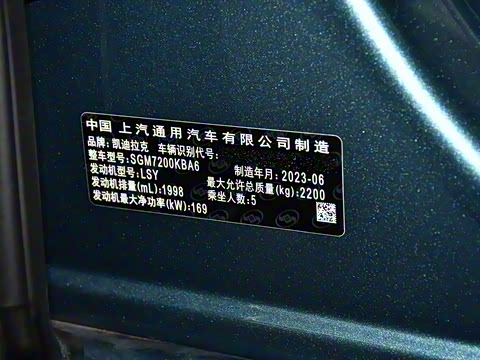 中国 上汽通用汽车有限公司制造
品牌: 凯迪拉克 车辆识别代号:
整车型号:SGM7200KBA6 制造年月: 2023-06
发动机型号:LSY 最大允许总质量(kg):2200
发动机排量(mL):1998 乘坐人数:5
发动机最大净功率(kW):169